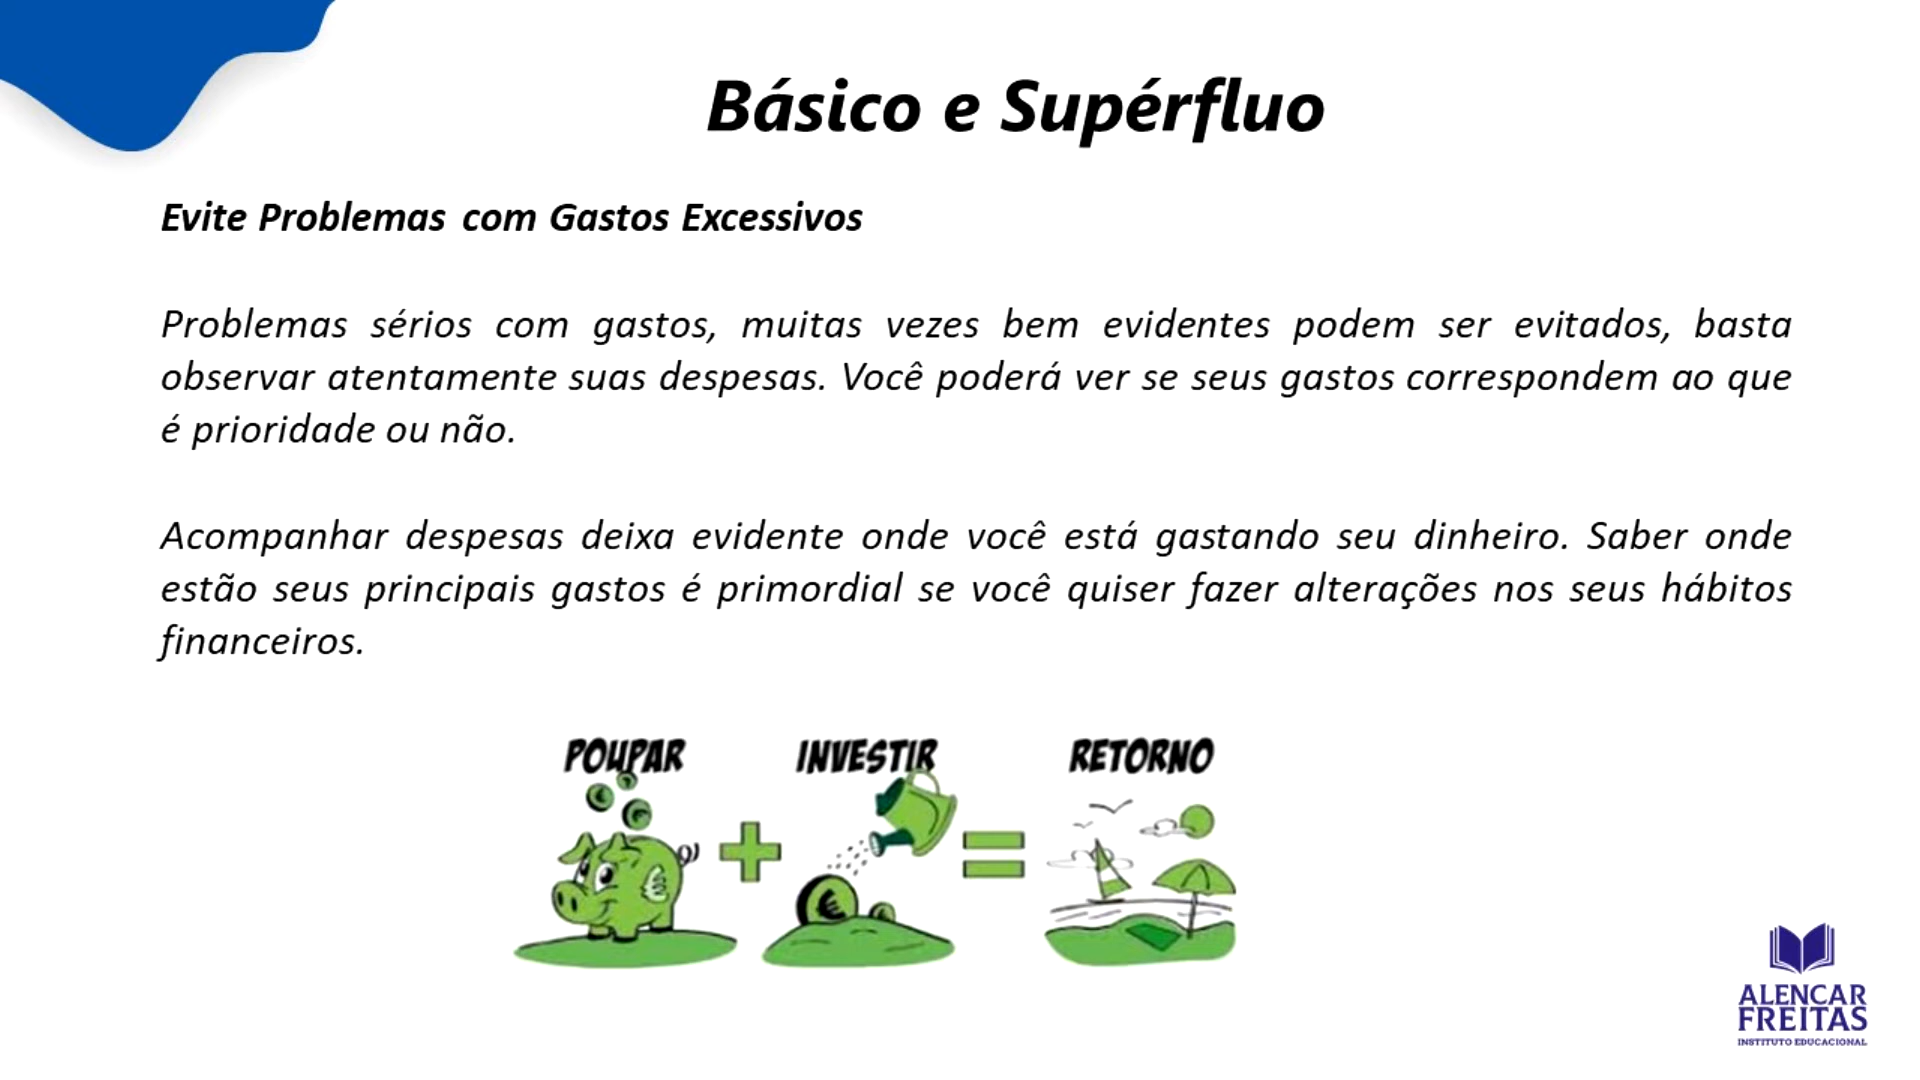 Básico e Supérfluo
Evite Problemas com Gastos Excessivos
Problemas sérios com gastos, muitas vezes bem evidentes podem ser evitados, basta
observar atentamente suas despesas. Você poderá ver se seus gastos correspondem ao que
é prioridade ou não.
Acompanhar despesas deixa evidente onde você está gastando seu dinheiro. Saber onde
estão seus principais gastos é primordial se você quiser fazer alterações nos seus hábitos
financeiros.
POUPAR INVESTIR RETORNO
+ =
€
ALENCAR
FREITAS
INSTITUTO EDUCACIONAL